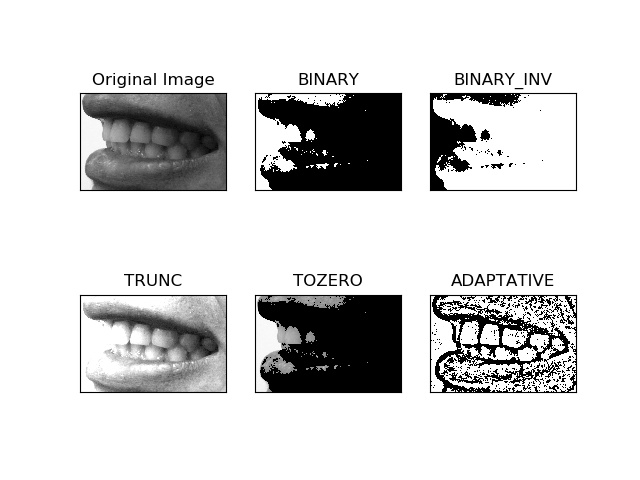 Original Image
BINARY
BINARY_INV
TRUNC
TOZERO
ADAPTATIVE